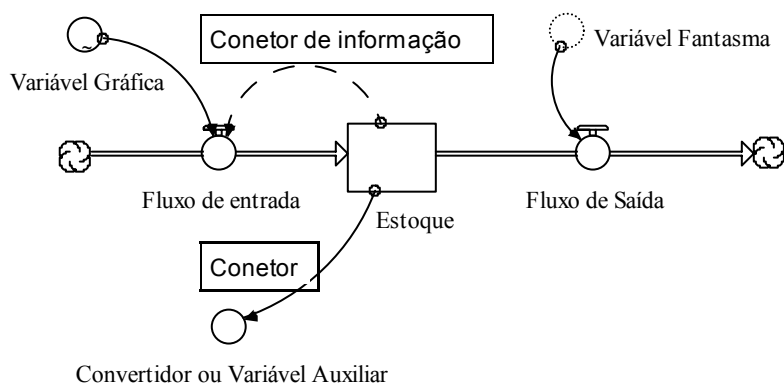 Conetor de informação
Variável Fantasma
~
Variável Gráfica
Fluxo de entrada
Fluxo de Saída
Estoque
Conetor
Convertidor ou Variável Auxiliar